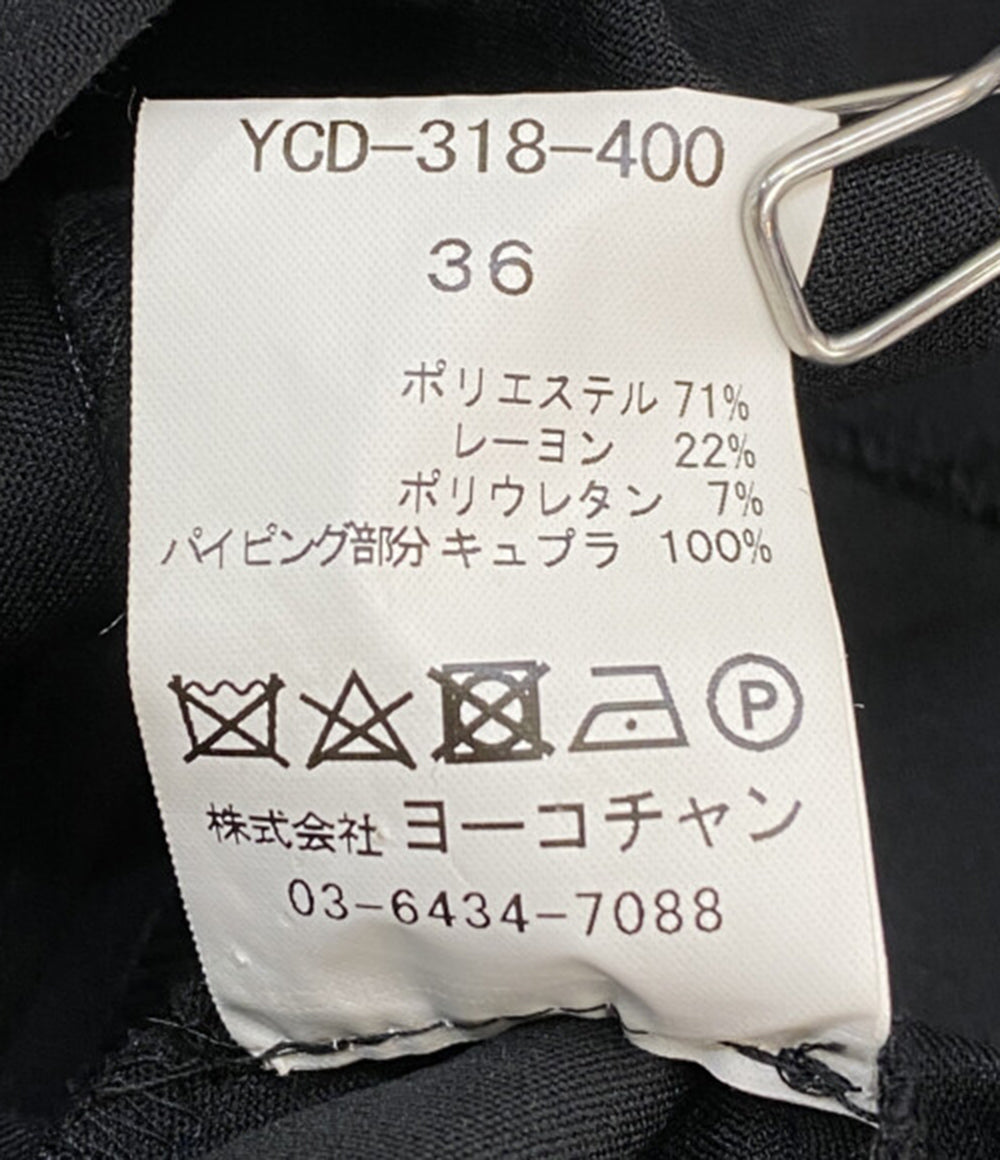 YCD-318-400
36
ポリエステル 71%
レーヨン 22%
ポリウレタン 7%
パイピング部分 キュプラ 100%
P
株式会社 ヨーコチャン
03-6434-7088